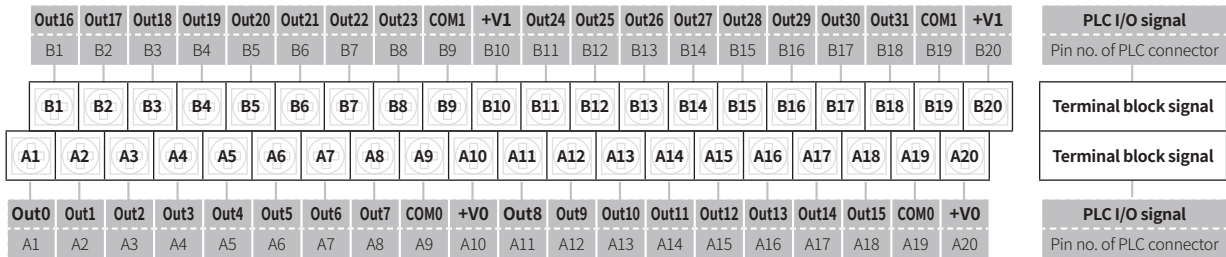 Out16 Out17 Out18 Out19 Out20 Out21 Out22 Out23 COM1 +V1 Out24 Out25 Out26 Out27 Out28 Out29 Out30 Out31 COM1 +V1 PLC I/O signal
B1 B2 B3 B4 B5 B6 B7 B8 B9 B10 B11 B12 B13 B14 B15 B16 B17 B18 B19 B20 Pin no. of PLC connector
B1 B2 B3 B4 B5 B6 B7 B8 B9 B10 B11 B12 B13 B14 B15 B16 B17 B18 B19 B20 Terminal block signal
A1 A2 A3 A4 A5 A6 A7 A8 A9 A10 A11 A12 A13 A14 A15 A16 A17 A18 A19 A20 Terminal block signal
Out0 Out1 Out2 Out3 Out4 Out5 Out6 Out7 COM0 +V0 Out8 Out9 Out10 Out11 Out12 Out13 Out14 Out15 COM0 +V0 PLC I/O signal
A1 A2 A3 A4 A5 A6 A7 A8 A9 A10 A11 A12 A13 A14 A15 A16 A17 A18 A19 A20 Pin no. of PLC connector